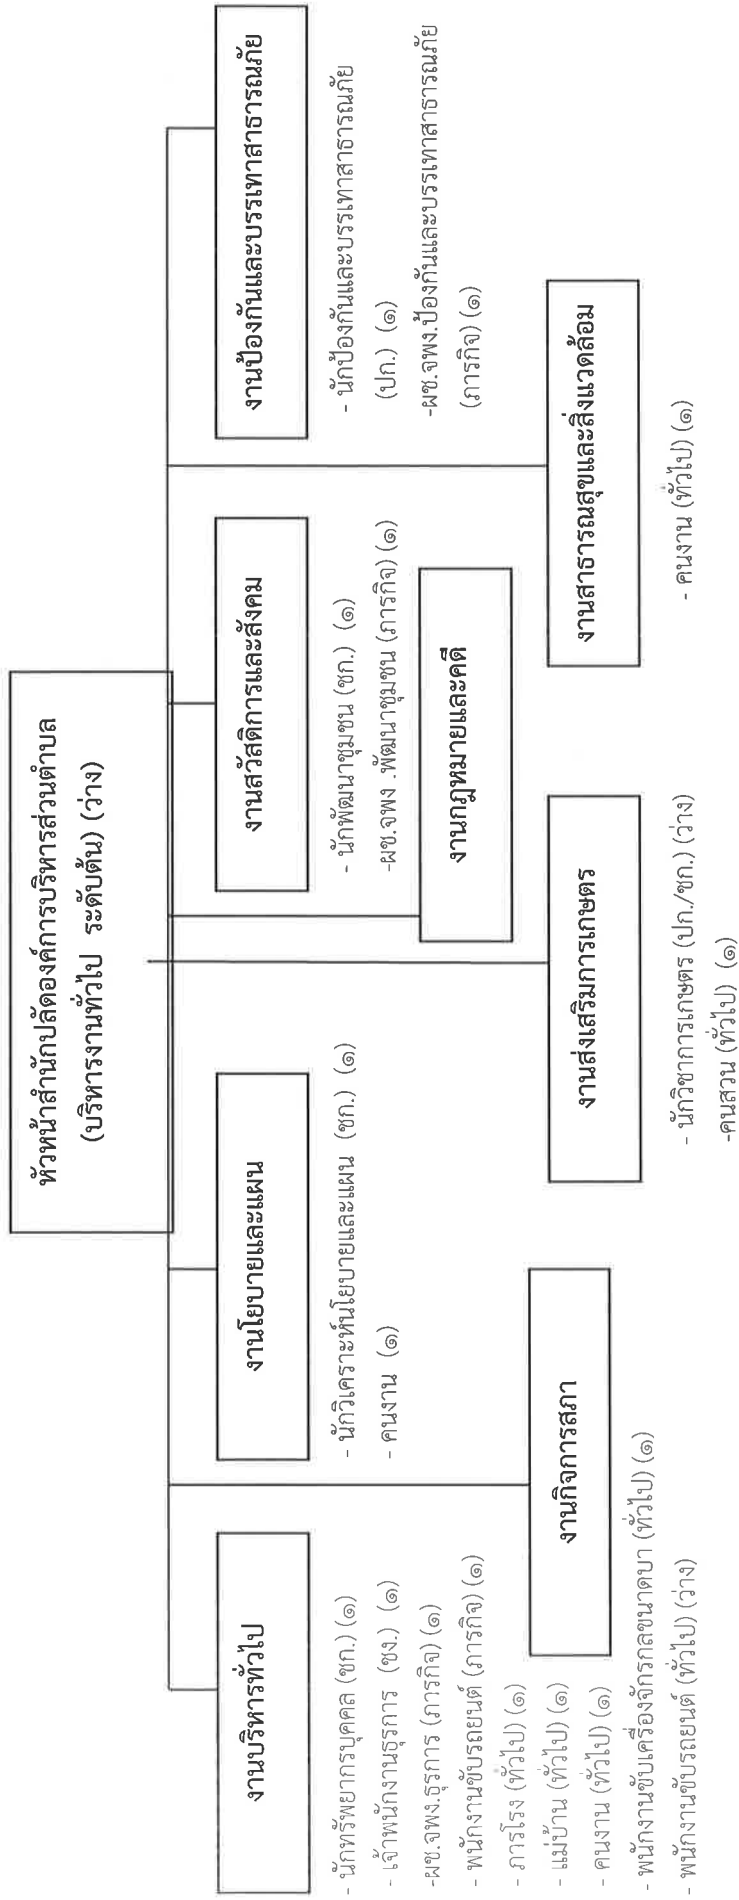 หัวหน้าสำนักปลัดองค์การบริหารส่วนตำบล
(บริหารงานทั่วไป ระดับต้น) (ว่าง)
งานบริหารทั่วไป
- นักทรัพยากรบุคคล (ชก.) (๑)
- เจ้าพนักงานธุรการ (ชง.) (๑)
-ผช.จพง.ธุรการ (ภารกิจ) (๑)
- พนักงานขับรถยนต์ (ภารกิจ) (๑)
- ภารโรง (ทั่วไป) (๑)
- แม่บ้าน (ทั่วไป) (๑)
- คนงาน (ทั่วไป) (๑)
- พนักงานขับเครื่องจักรกลขนาดบา (ทั่วไป) (๑)
- พนักงานขับรถยนต์ (ทั่วไป) (ว่าง)
งานนโยบายและแผน
- นักวิเคราะห์นโยบายและแผน (ชก.) (๑)
- คนงาน (๑)
งานสวัสดิการและสังคม
- นักพัฒนาชุมชน (ชก.) (๑)
-ผช.จพง .พัฒนาชุมชน (ภารกิจ) (๑)
งานป้องกันและบรรเทาสาธารณภัย
- นักป้องกันและบรรเทาสาธารณภัย
(ปก.) (๑)
-ผช.จพง.ป้องกันและบรรเทาสาธารณภัย
(ภารกิจ) (๑)
งานกิจการสภา
งานกฎหมายและคดี
งานส่งเสริมการเกษตร
- นักวิชาการเกษตร (ปก./ชก.) (ว่าง)
-คนสวน (ทั่วไป) (๑)
งานสาธารณสุขและสิ่งแวดล้อม
- คนงาน (ทั่วไป) (๑)